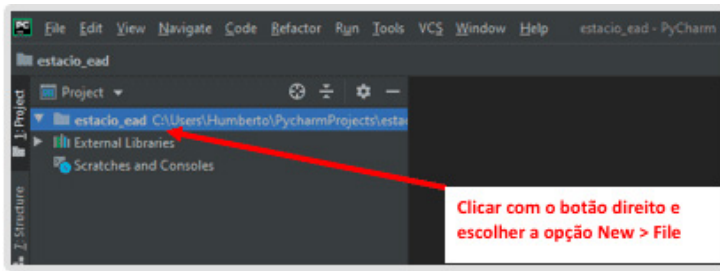 PC File Edit View Navigate Code Refactor Run Tools VCS Window Help estacio_ead - PyCharm
estacio_ead
1: Project
Project
estacio_ead C:\Users\Humberto\PycharmProjects\estac
External Libraries
Scratches and Consoles
Z: Structure
Clicar com o botão direito e
escolher a opção New > File